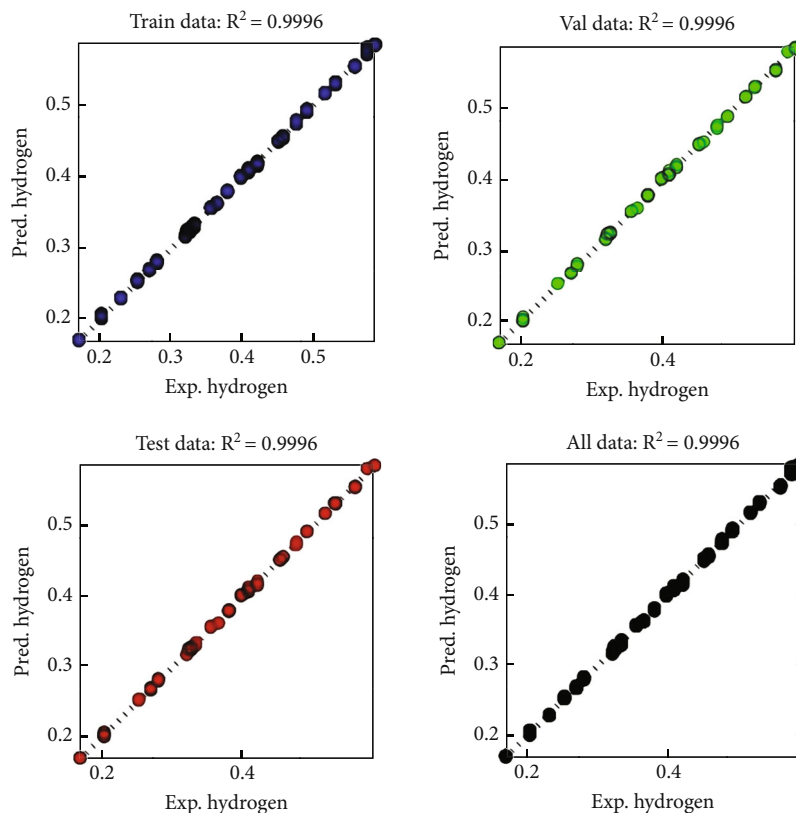 Train data: R² = 0.9996
Pred. hydrogen
0.5
0.4
0.3
0.2
0.2
0.3
0.4
0.5
Exp. hydrogen
Val data: R² = 0.9996
Pred. hydrogen
0.5
0.4
0.3
0.2
0.2
0.4
Exp. hydrogen
Test data: R² = 0.9996
Pred. hydrogen
0.5
0.4
0.3
0.2
0.2
0.4
Exp. hydrogen
All data: R² = 0.9996
Pred. hydrogen
0.5
0.4
0.3
0.2
0.2
0.4
Exp. hydrogen